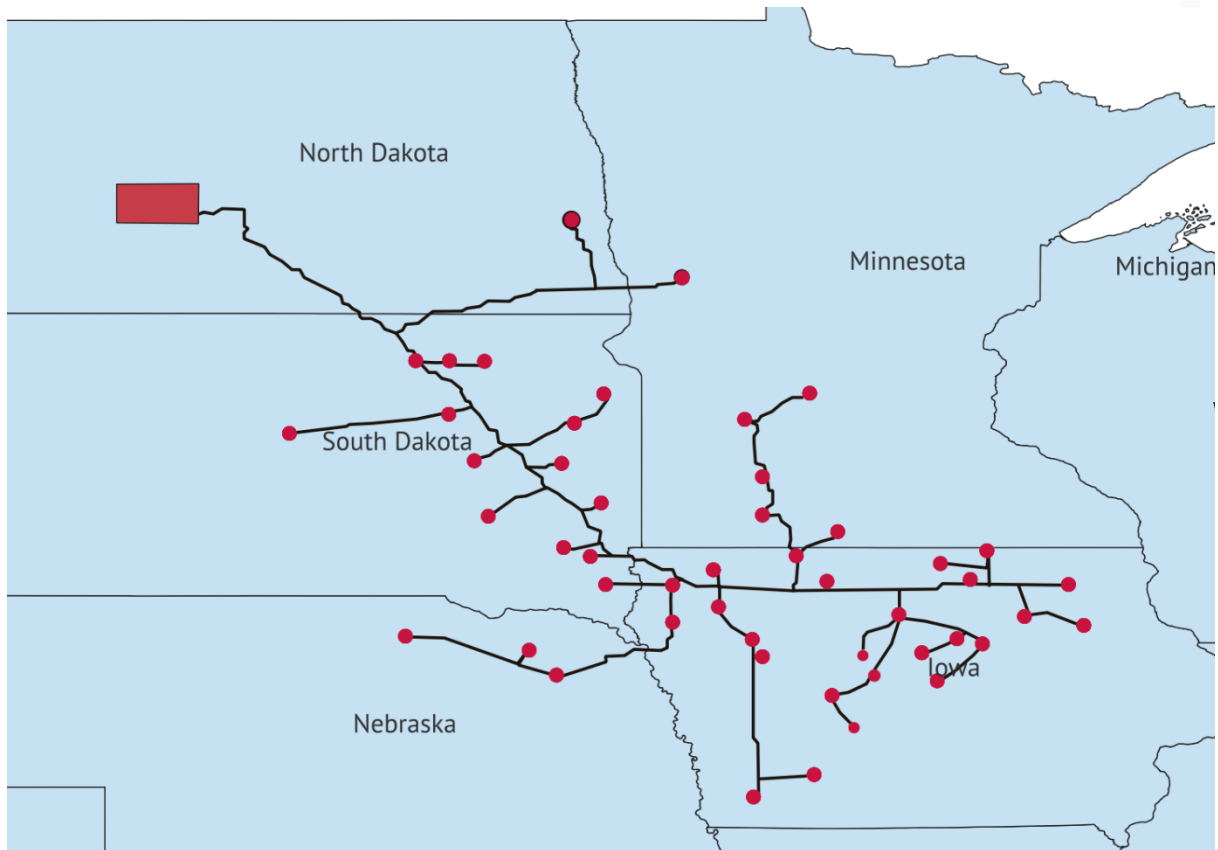 North Dakota
Minnesota
Michigan
South Dakota
Iowa
Nebraska